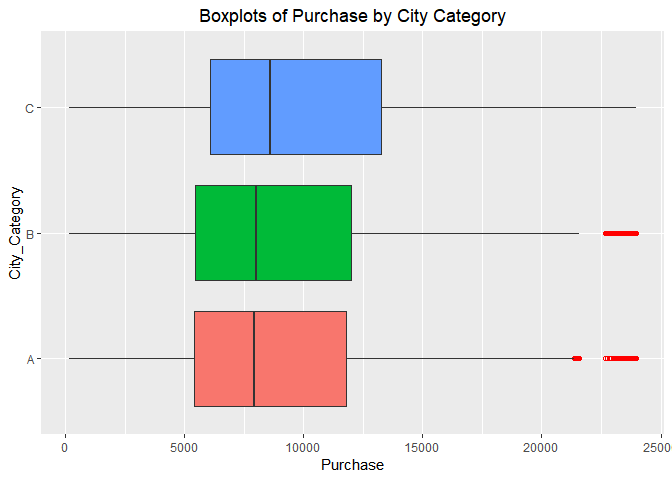 Boxplots of Purchase by City Category
City_Category
C
B
A
0 5000 10000 15000 20000 25000
Purchase